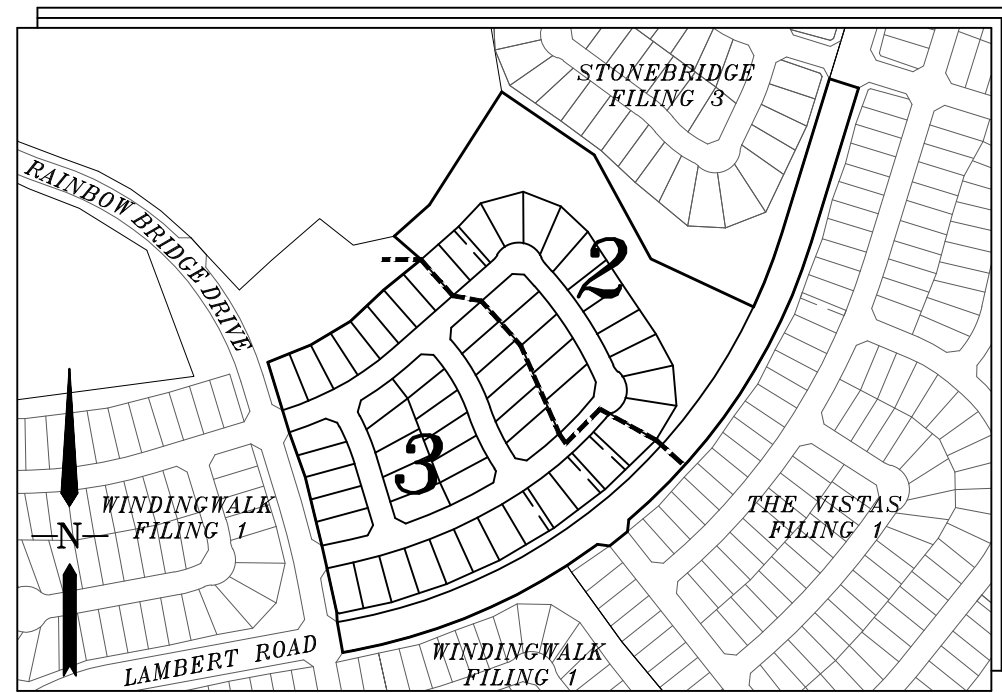 STONEBRIDGE
FILING 3
RAINBOW BRIDGE DRIVE
2
3
WINDINGWALK
FILING 1
THE VISTAS
FILING 1
N
LAMBERT ROAD
WINDINGWALK
FILING 1